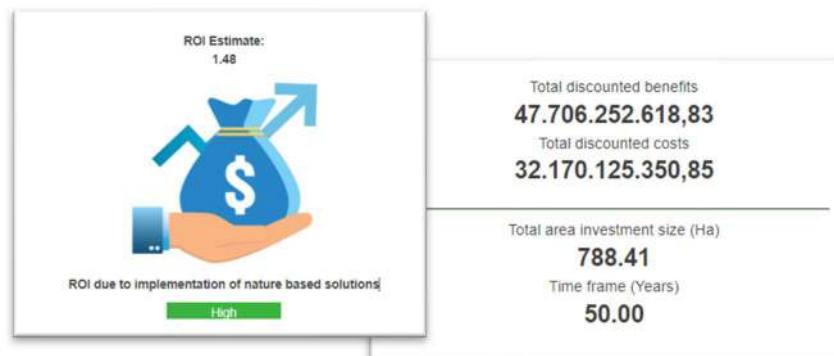 ROI Estimate:
1.48
$
ROI due to implementation of nature based solutions
High
Total discounted benefits
47.706.252.618,83
Total discounted costs
32.170.125.350,85
Total area investment size (Ha)
788.41
Time frame (Years)
50.00